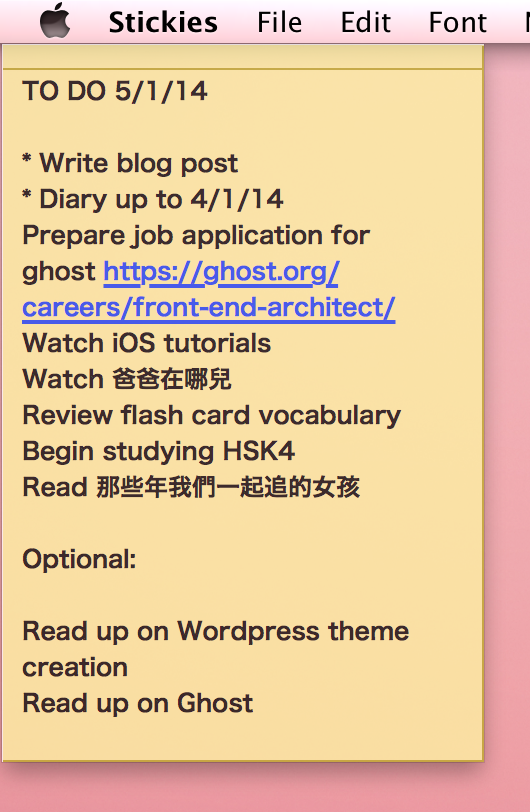 Stickies File Edit Font
TO DO 5/1/14
* Write blog post
* Diary up to 4/1/14
Prepare job application for
ghost https://ghost.org/
careers/front-end-architect/
Watch iOS tutorials
Watch 爸爸在哪兒
Review flash card vocabulary
Begin studying HSK4
Read 那些年我們一起追的女孩
Optional:
Read up on Wordpress theme
creation
Read up on Ghost